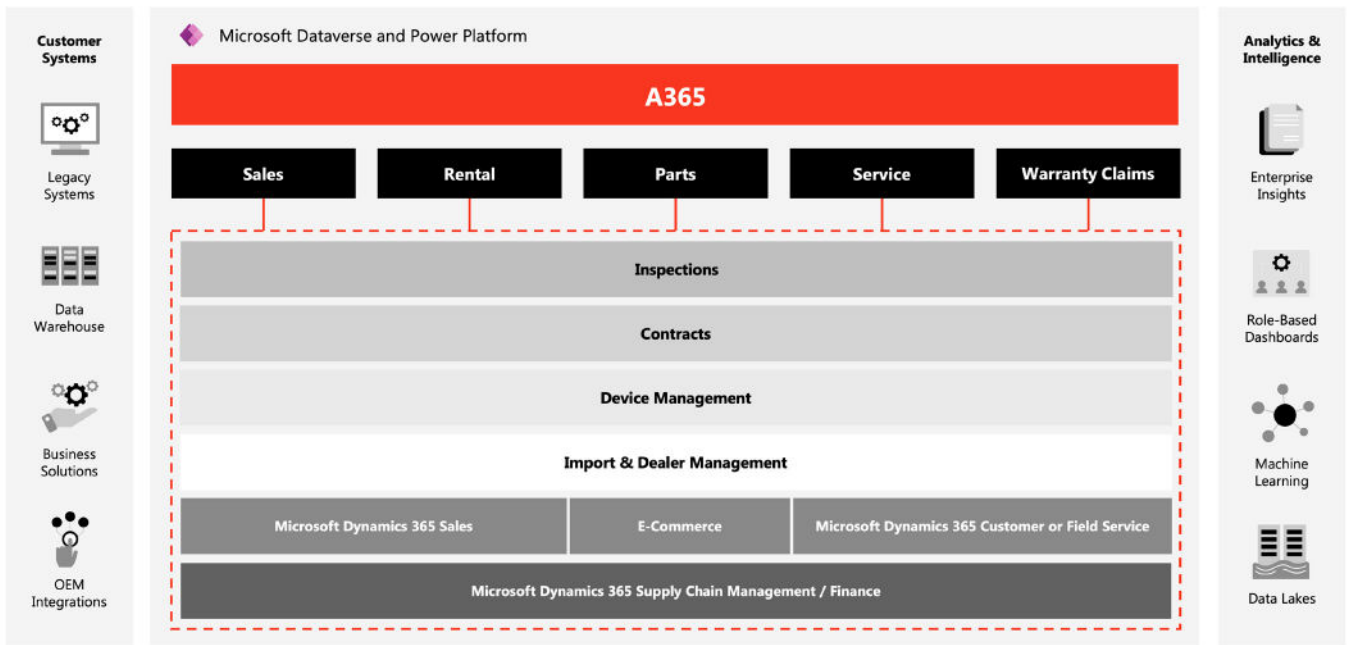 Customer
Systems
Legacy
Systems
Data
Warehouse
Business
Solutions
OEM
Integrations
Microsoft Dataverse and Power Platform
A365
Sales
Rental
Parts
Service
Warranty Claims
Inspections
Contracts
Device Management
Import & Dealer Management
Microsoft Dynamics 365 Sales
E-Commerce
Microsoft Dynamics 365 Customer or Field Service
Microsoft Dynamics 365 Supply Chain Management / Finance
Analytics &
Intelligence
Enterprise
Insights
Role-Based
Dashboards
Machine
Learning
Data Lakes